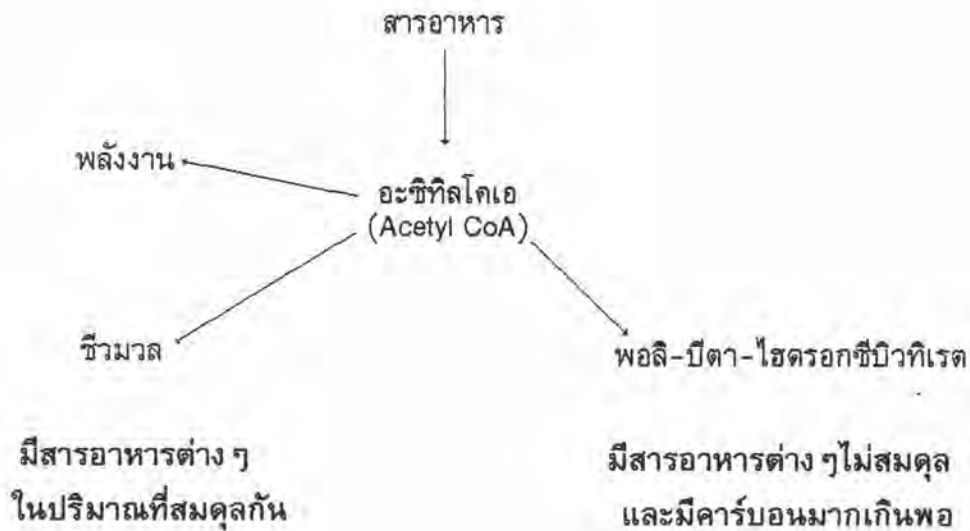 สารอาหาร
พลังงาน
อะซิทิลโคเอ
(Acetyl CoA)
ชีวมวล
พอลิ-บีตา-ไฮดรอกซีบิวทิเรต
มีสารอาหารต่าง ๆ
ในปริมาณที่สมดุลกัน
มีสารอาหารต่าง ๆไม่สมดุล
และมีคาร์บอนมากเกินพอ